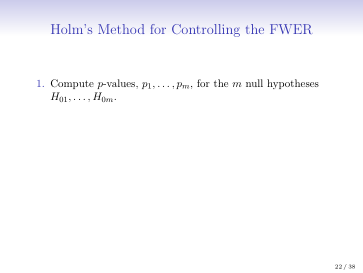 Holm's Method for Controlling the FWER
1. Compute p-values, p₁, . . . , pₘ, for the m null hypotheses
H₀₁, . . . , H₀ₘ.
22 / 38